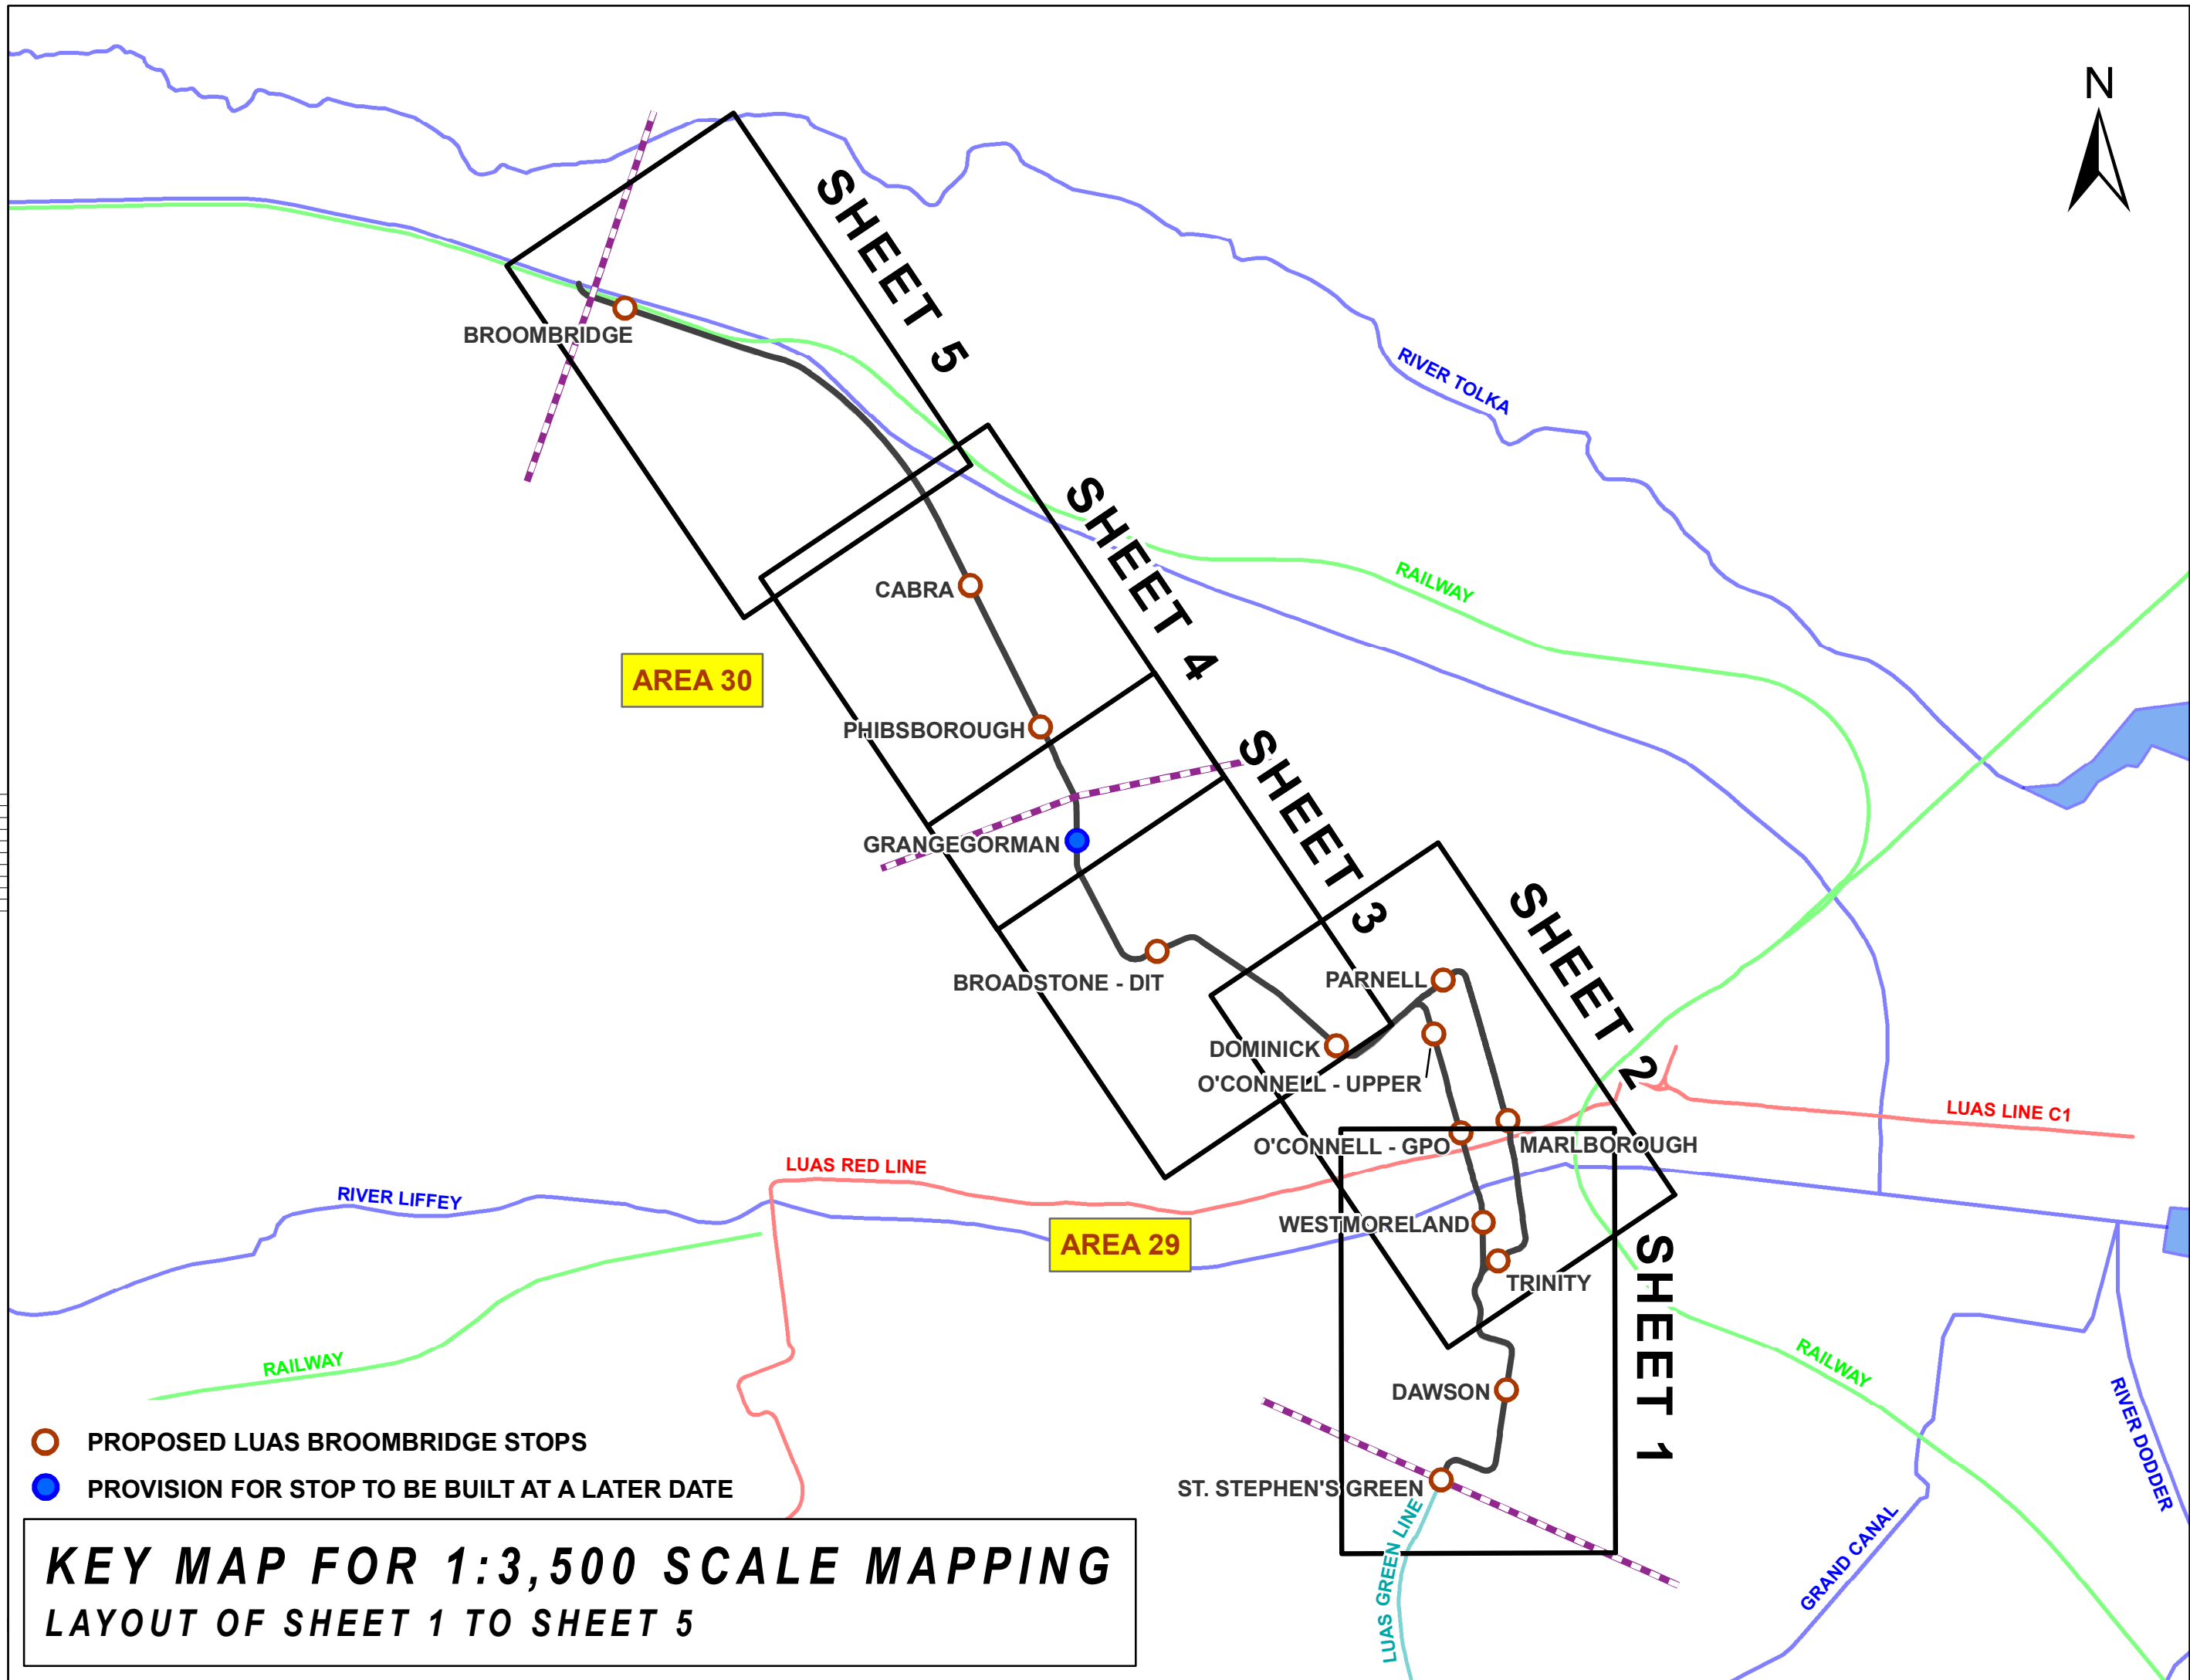 N
SHEET 5
BROOMBRIDGE
RIVER TOLKA
SHEET 4
RAILWAY
CABRA
AREA 30
PHIBSBOROUGH
SHEET 3
GRANGEGORMAN
SHEET 2
BROADSTONE - DIT
PARNELL
DOMINICK
O'CONNELL - UPPER
LUAS LINE C1
O'CONNELL - GPO
MARLBOROUGH
LUAS RED LINE
RIVER LIFFEY
WESTMORELAND
AREA 29
TRINITY
SHEET 1
RAILWAY
RAILWAY
DAWSON
RIVER DODDER
ST. STEPHEN'S GREEN
LUAS GREEN LINE
GRAND CANAL
PROPOSED LUAS BROOMBRIDGE STOPS
PROVISION FOR STOP TO BE BUILT AT A LATER DATE
KEY MAP FOR 1:3,500 SCALE MAPPING
LAYOUT OF SHEET 1 TO SHEET 5